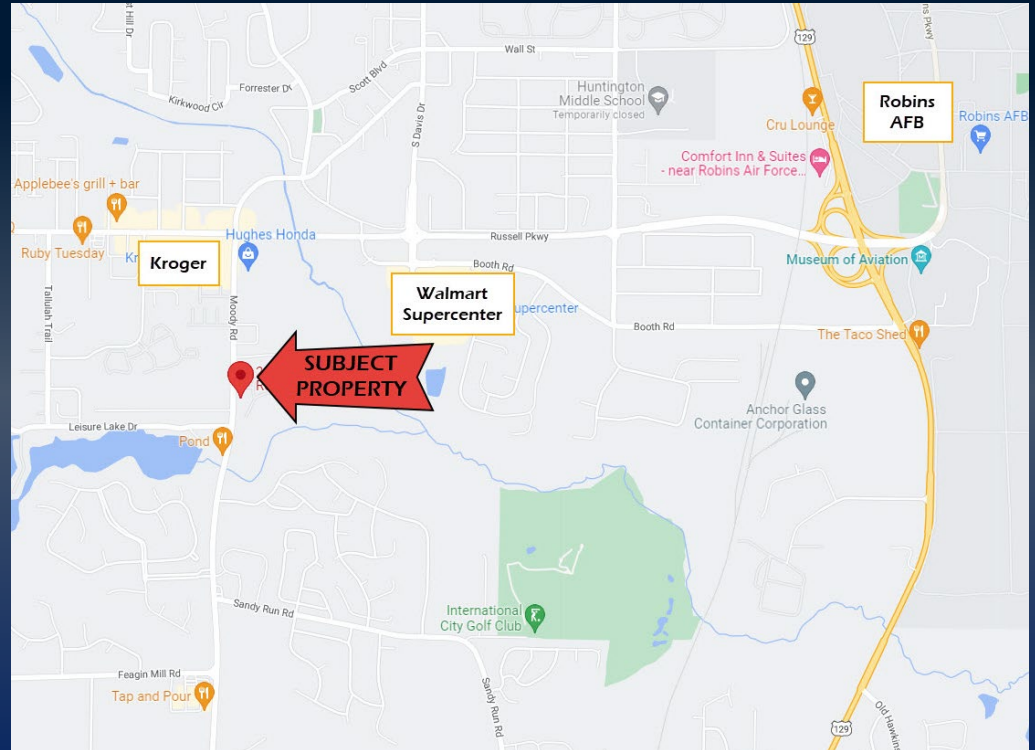 Wall St
129
Forrester Dr
Scott Blvd
Kirkwood Cir
S Davis Dr
Huntington
Middle School
Temporarily closed
Cru Lounge
Robins
AFB
Robins AFB
Comfort Inn & Suites
- near Robins Air Force...
Applebee's grill + bar
Ruby Tuesday
Hughes Honda
Russell Pkwy
Kroger
Booth Rd
Museum of Aviation
Walmart
Supercenter
Tallulah Trail
Moody Rd
Booth Rd
The Taco Shed
SUBJECT
PROPERTY
Anchor Glass
Container Corporation
Leisure Lake Dr
Pond
Sandy Run Rd
International
City Golf Club
Feagin Mill Rd
Tap and Pour
Sandy Run Rd
129